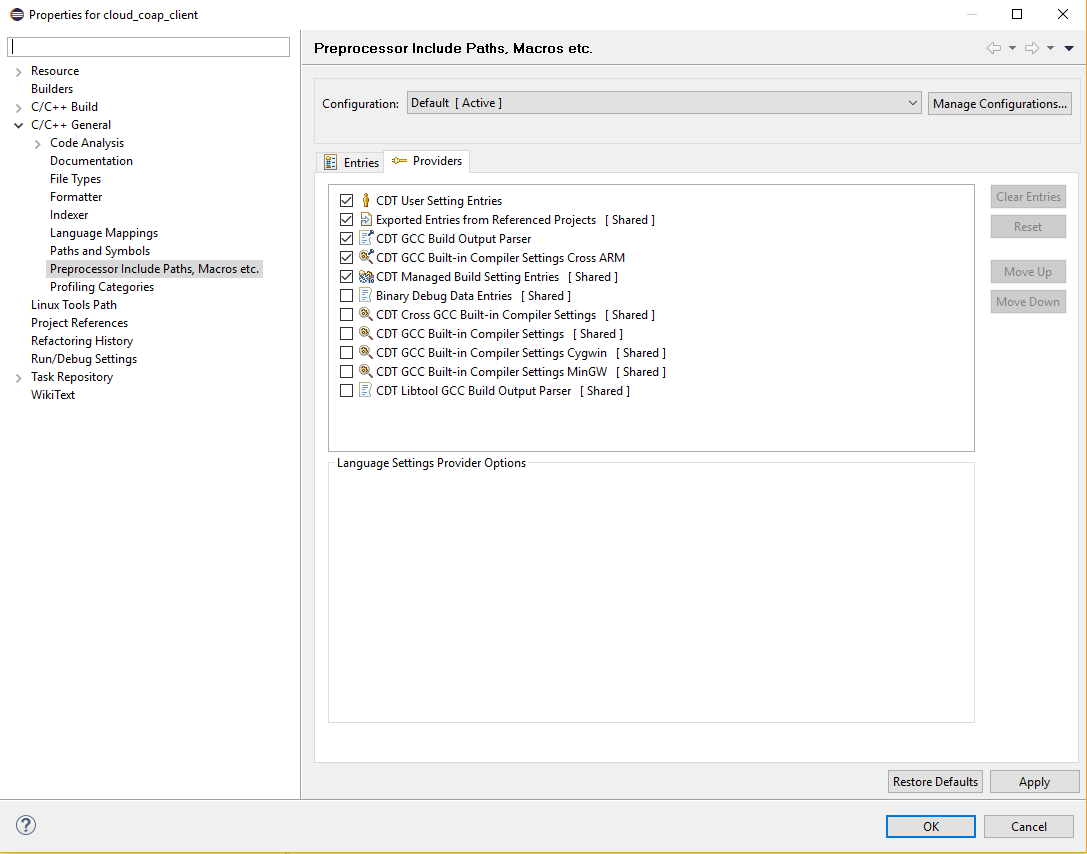 Properties for cloud_coap_client
Resource
Builders
C/C++ Build
C/C++ General
Code Analysis
Documentation
File Types
Formatter
Indexer
Language Mappings
Paths and Symbols
Preprocessor Include Paths, Macros etc.
Profiling Categories
Linux Tools Path
Project References
Refactoring History
Run/Debug Settings
Task Repository
WikiText
Preprocessor Include Paths, Macros etc.
Configuration: Default [ Active ] Manage Configurations...
Entries Providers
CDT User Setting Entries
Exported Entries from Referenced Projects [ Shared ]
CDT GCC Build Output Parser
CDT GCC Built-in Compiler Settings Cross ARM
CDT Managed Build Setting Entries [ Shared ]
Binary Debug Data Entries [ Shared ]
CDT Cross GCC Built-in Compiler Settings [ Shared ]
CDT GCC Built-in Compiler Settings [ Shared ]
CDT GCC Built-in Compiler Settings Cygwin [ Shared ]
CDT GCC Built-in Compiler Settings MinGW [ Shared ]
CDT Libtool GCC Build Output Parser [ Shared ]
Clear Entries
Reset
Move Up
Move Down
Language Settings Provider Options
Restore Defaults Apply
? OK Cancel